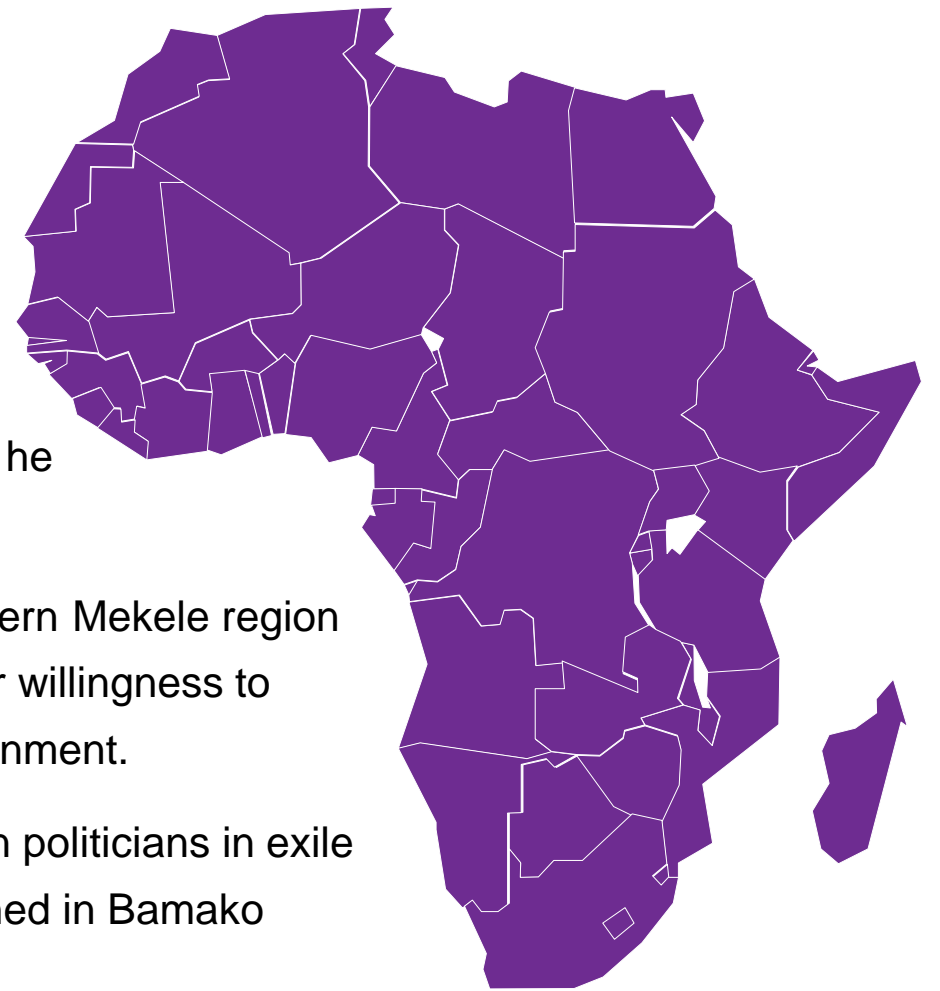 he
ern Mekele region
r willingness to
nment.
n politicians in exile
ned in Bamako